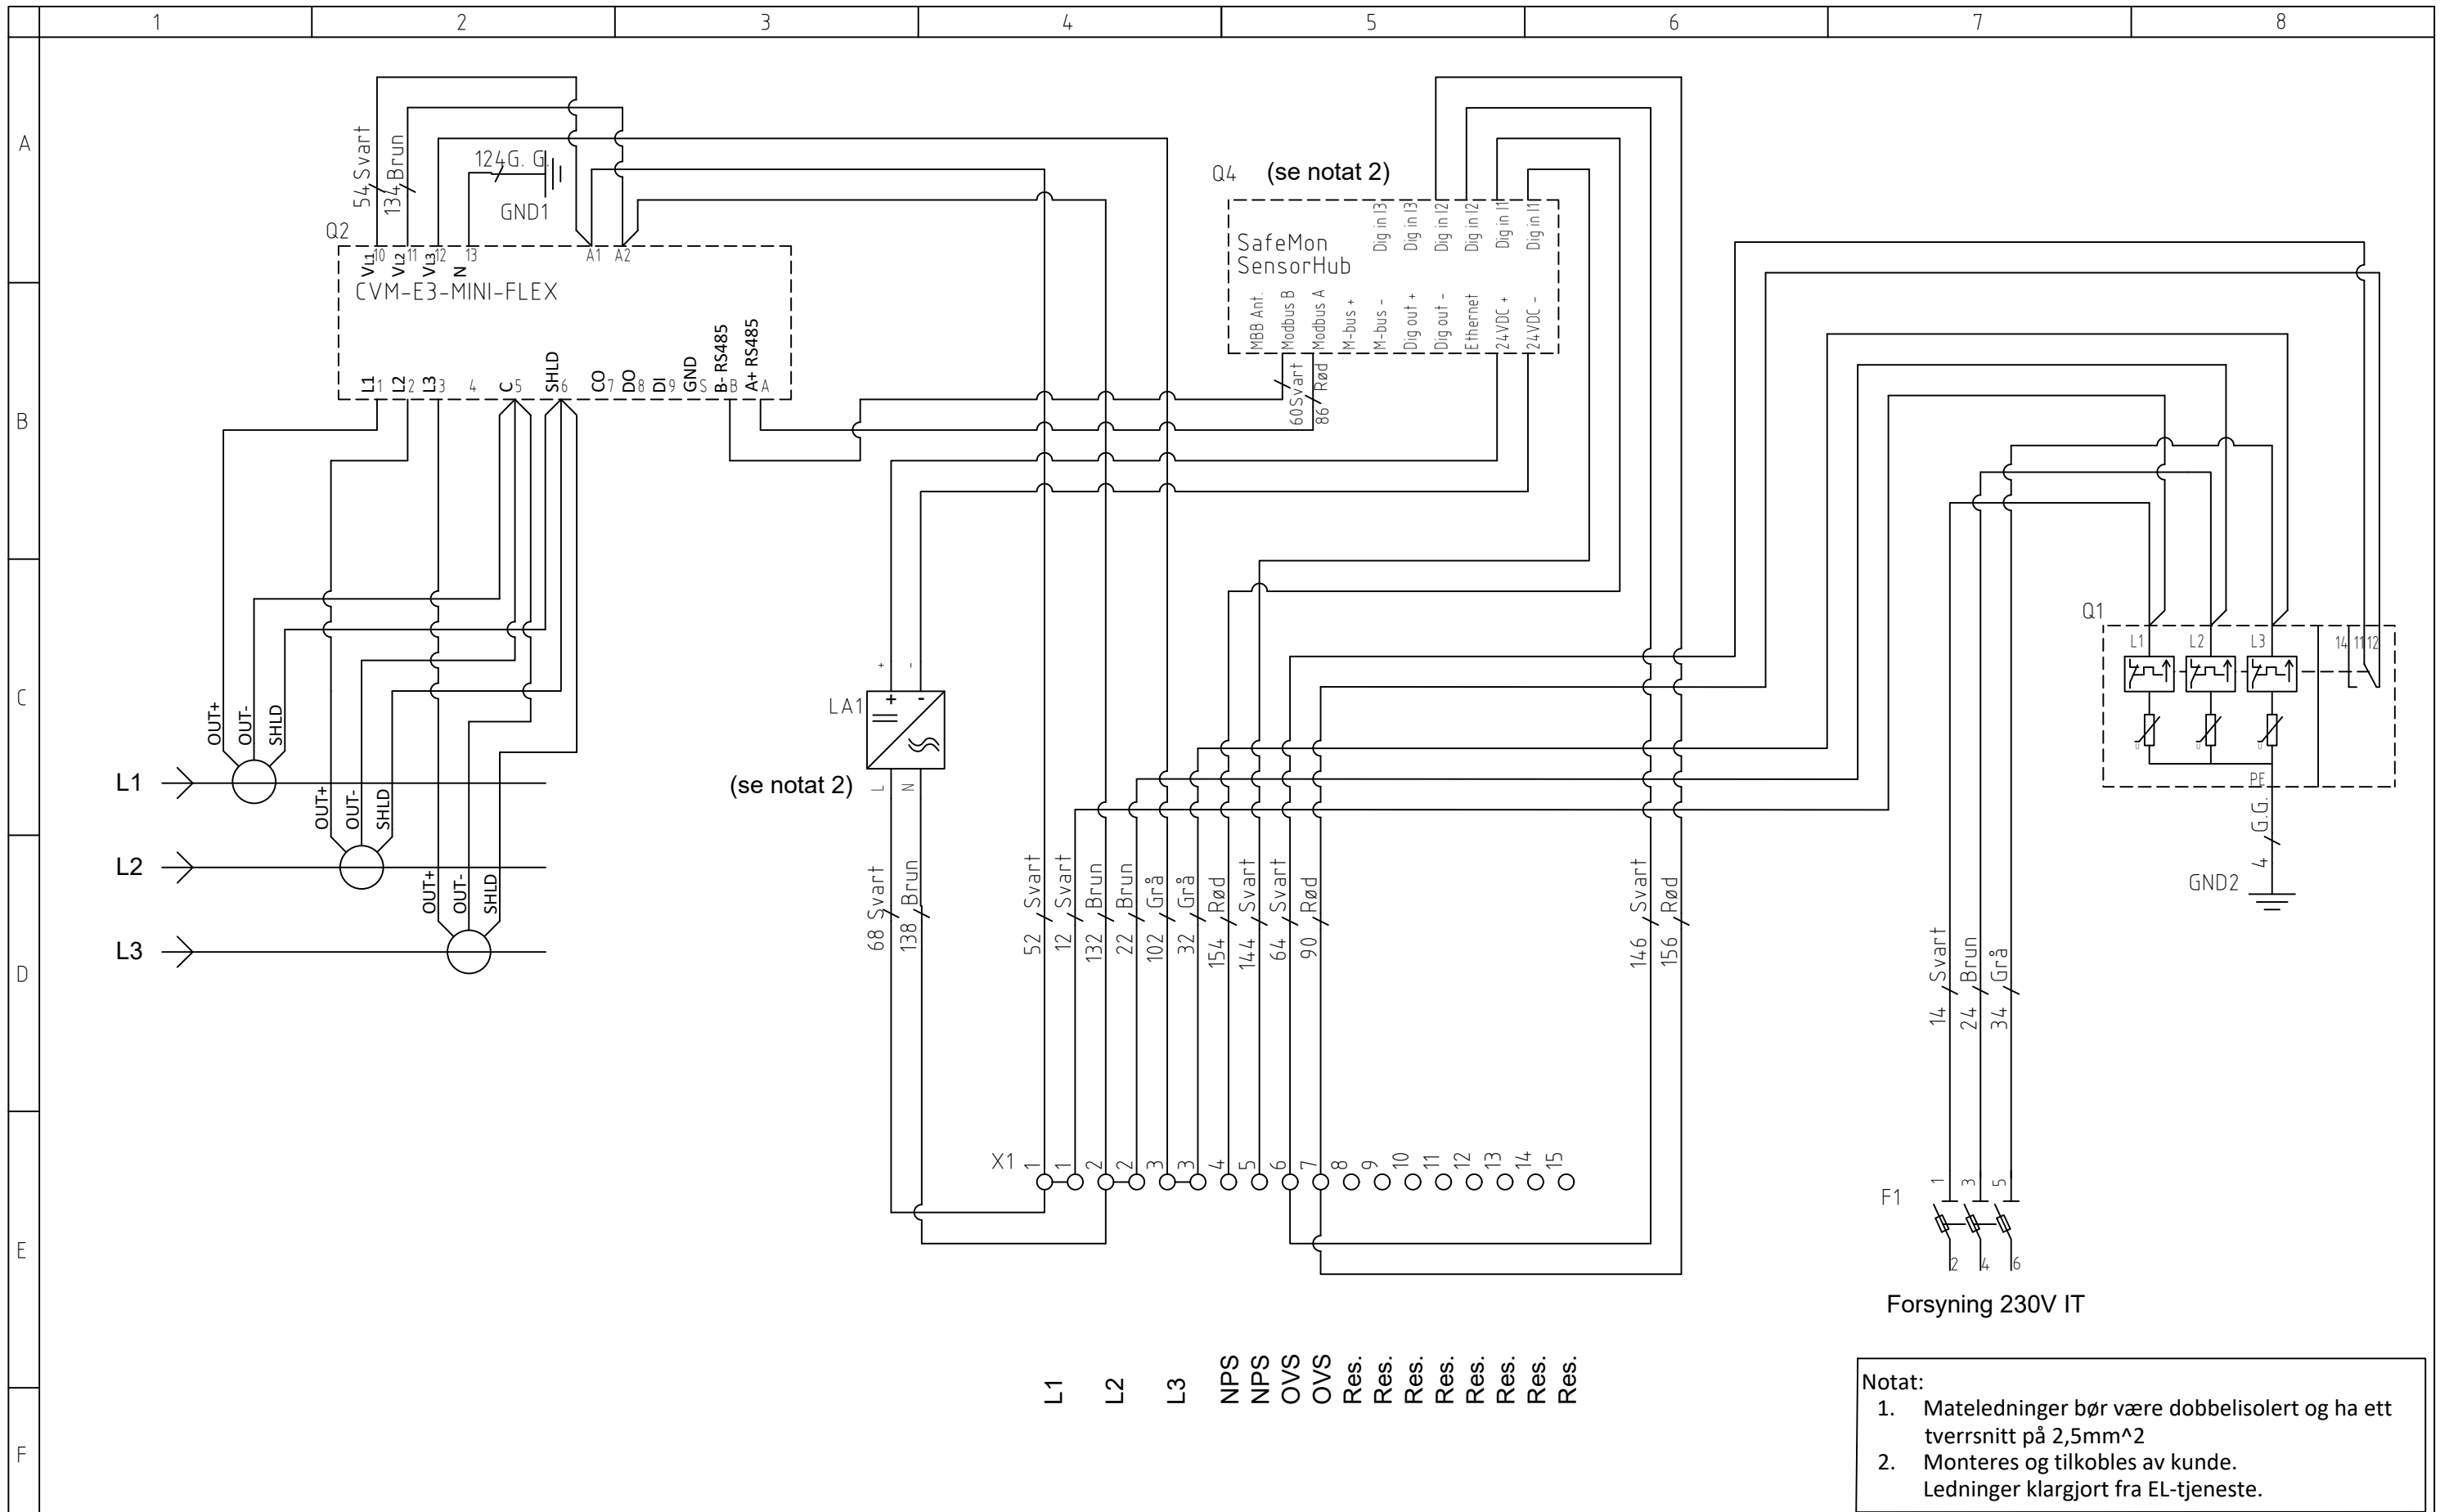 1 2 3 4 5 6 7 8
A
B
C
D
E
F
54 Svart
134 Brun
124 G. G.
GND1
Q2
VL1 10
VL2 11
VL3 12
N 13
A1 A2
CVM-E3-MINI-FLEX
L1 1
L2 2
L3 3
4
C 5
SHLD 6
CO 7
DO 8
DI 9
GND S
B- RS485 B
A+ RS485 A
Q4 (se notat 2)
SafeMon
SensorHub
Dig in I3
Dig in I3
Dig in I2
Dig in I2
Dig in I1
Dig in I1
MBB Ant.
Modbus B
Modbus A
M-bus +
M-bus -
Dig out +
Dig out -
Ethernet
24VDC +
24VDC -
60 Svart
86 Rød
OUT+
OUT-
SHLD
L1
OUT+
OUT-
SHLD
L2
OUT+
OUT-
SHLD
L3
+ -
LA1
+ -
(se notat 2)
L N
68 Svart
138 Brun
52 Svart
12 Svart
132 Brun
22 Brun
102 Grå
32 Grå
154 Rød
144 Svart
64 Svart
90 Rød
146 Svart
156 Rød
Q1
L1 L2 L3
14 11 12
U U U
PE
4 G.G.
GND2
14 Svart
24 Brun
34 Grå
X1 1 1 2 2 3 3 4 5 6 7 8 9 10 11 12 13 14 15
F1
1 3 5
2 4 6
Forsyning 230V IT
L1
L2
L3
NPS
NPS
OVS
OVS
Res.
Res.
Res.
Res.
Res.
Res.
Res.
Res.
Notat:
1. Mateledninger bør være dobbelisolert og ha ett
tverrsnitt på 2,5mm^2
2. Monteres og tilkobles av kunde.
Ledninger klargjort fra EL-tjeneste.